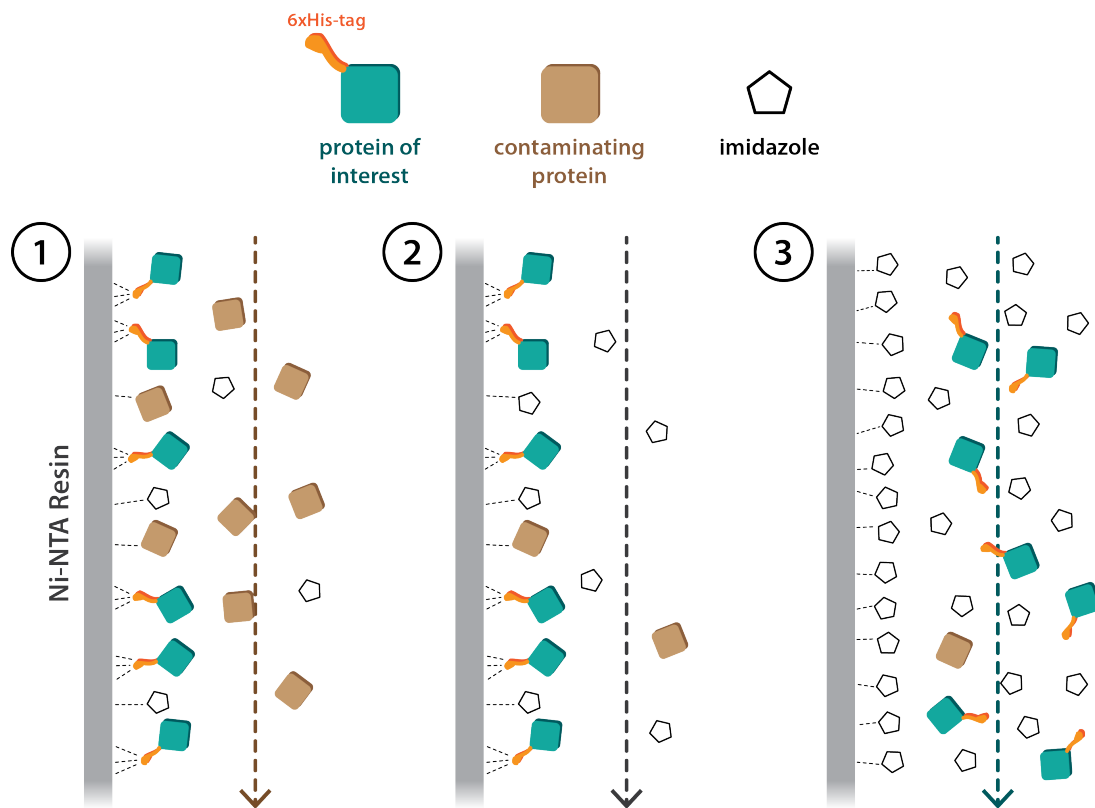 6xHis-tag
protein of
interest
contaminating
protein
imidazole
1
2
3
Ni-NTA Resin